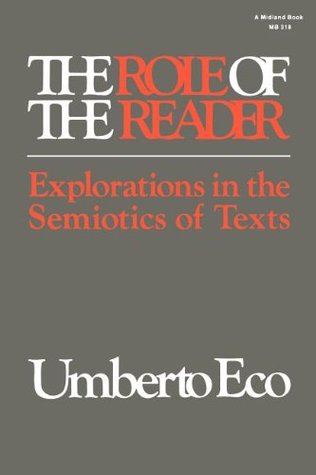 A Midland Book
MB 318
THE ROLE OF
THE READER
Explorations in the
Semiotics of Texts
Umberto Eco